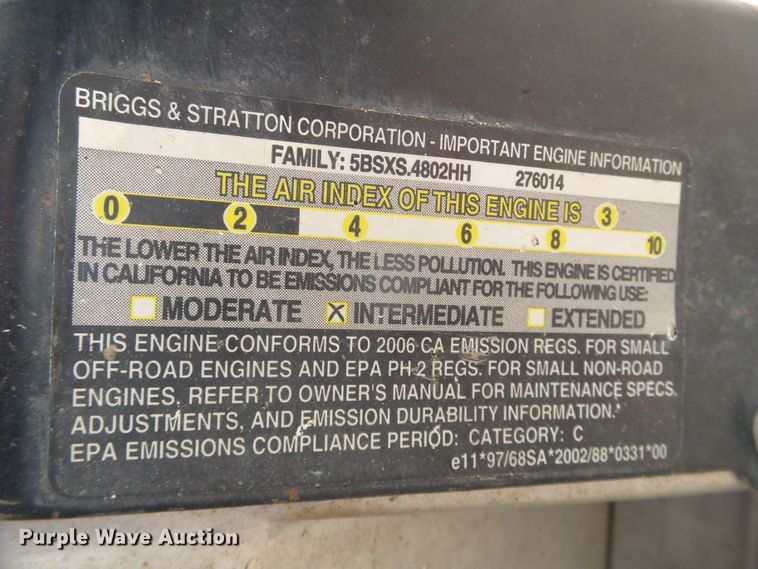 BRIGGS & STRATTON CORPORATION - IMPORTANT ENGINE INFORMATION
FAMILY: 5BSXS.4802HH 276014
THE AIR INDEX OF THIS ENGINE IS 3
0 2 4 6 8 10
THE LOWER THE AIR INDEX, THE LESS POLLUTION. THIS ENGINE IS CERTIFIED
IN CALIFORNIA TO BE EMISSIONS COMPLIANT FOR THE FOLLOWING USE:
MODERATE X INTERMEDIATE EXTENDED
THIS ENGINE CONFORMS TO 2006 CA EMISSION REGS. FOR SMALL
OFF-ROAD ENGINES AND EPA PH 2 REGS. FOR SMALL NON-ROAD
ENGINES. REFER TO OWNER'S MANUAL FOR MAINTENANCE SPECS.
ADJUSTMENTS, AND EMISSION DURABILITY INFORMATION.
EPA EMISSIONS COMPLIANCE PERIOD: CATEGORY: C
e11*97/68SA*2002/88*0331*00
Purple Wave Auction